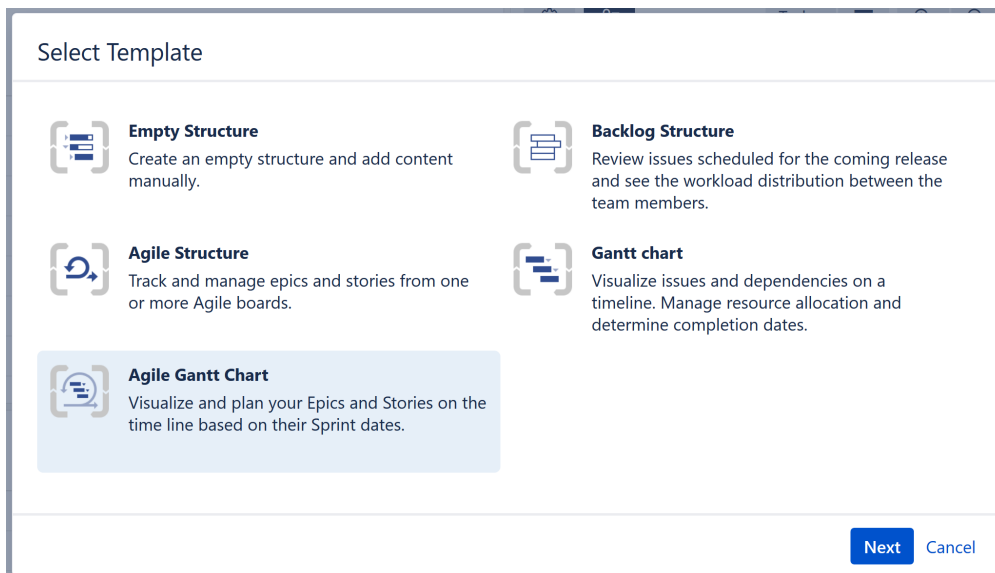 Select Template
Empty Structure
Create an empty structure and add content
manually.
Backlog Structure
Review issues scheduled for the coming release
and see the workload distribution between the
team members.
Agile Structure
Track and manage epics and stories from one
or more Agile boards.
Gantt chart
Visualize issues and dependencies on a
timeline. Manage resource allocation and
determine completion dates.
Agile Gantt Chart
Visualize and plan your Epics and Stories on the
time line based on their Sprint dates.
Next
Cancel